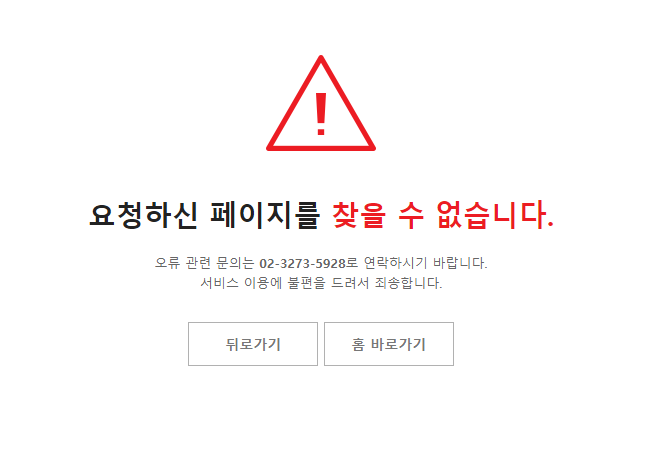 요청하신 페이지를 찾을 수 없습니다.
오류 관련 문의는 02-3273-5928로 연락하시기 바랍니다.
서비스 이용에 불편을 드려서 죄송합니다.
뒤로가기
홈 바로가기